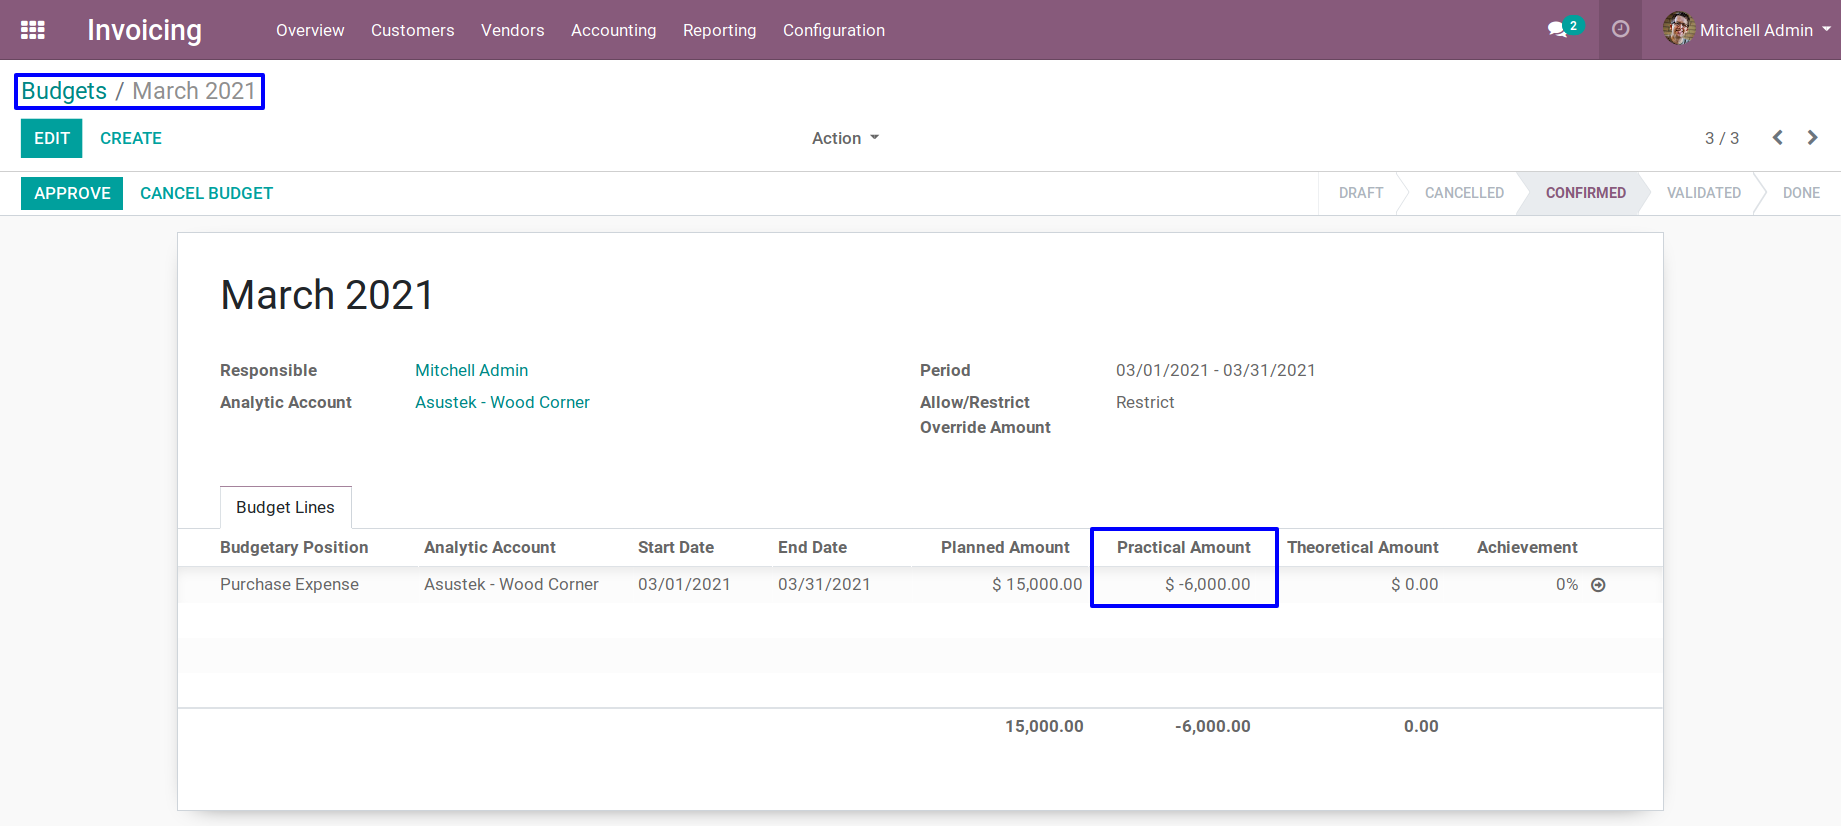 Invoicing Overview Customers Vendors Accounting Reporting Configuration 2 Mitchell Admin
Budgets / March 2021
EDIT CREATE Action 3 / 3
APPROVE CANCEL BUDGET DRAFT CANCELLED CONFIRMED VALIDATED DONE
March 2021
Responsible Mitchell Admin Period 03/01/2021 - 03/31/2021
Analytic Account Asustek - Wood Corner Allow/Restrict Restrict
Override Amount
Budget Lines
Budgetary Position Analytic Account Start Date End Date Planned Amount Practical Amount Theoretical Amount Achievement
Purchase Expense Asustek - Wood Corner 03/01/2021 03/31/2021 $ 15,000.00 $ -6,000.00 $ 0.00 0%
15,000.00 -6,000.00 0.00